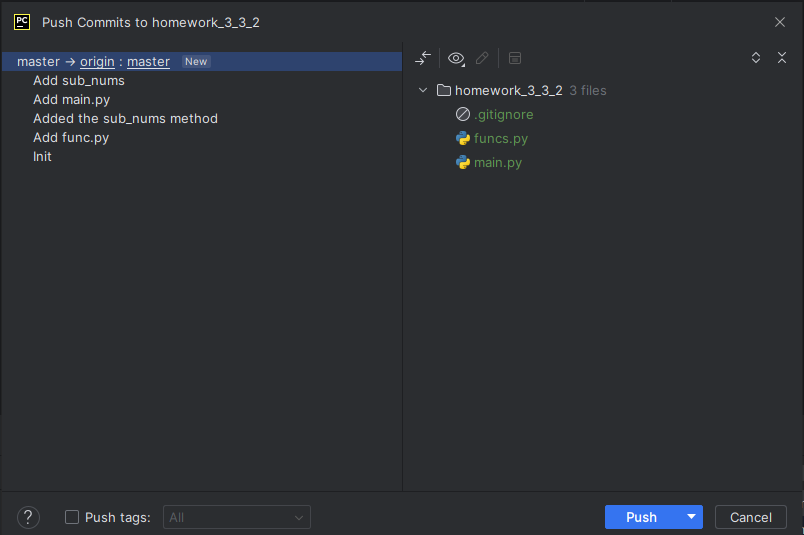 PC
Push Commits to homework_3_3_2
master → origin : master New
Add sub_nums
Add main.py
Added the sub_nums method
Add func.py
Init
homework_3_3_2 3 files
.gitignore
funcs.py
main.py
? Push tags: All
Push
Cancel